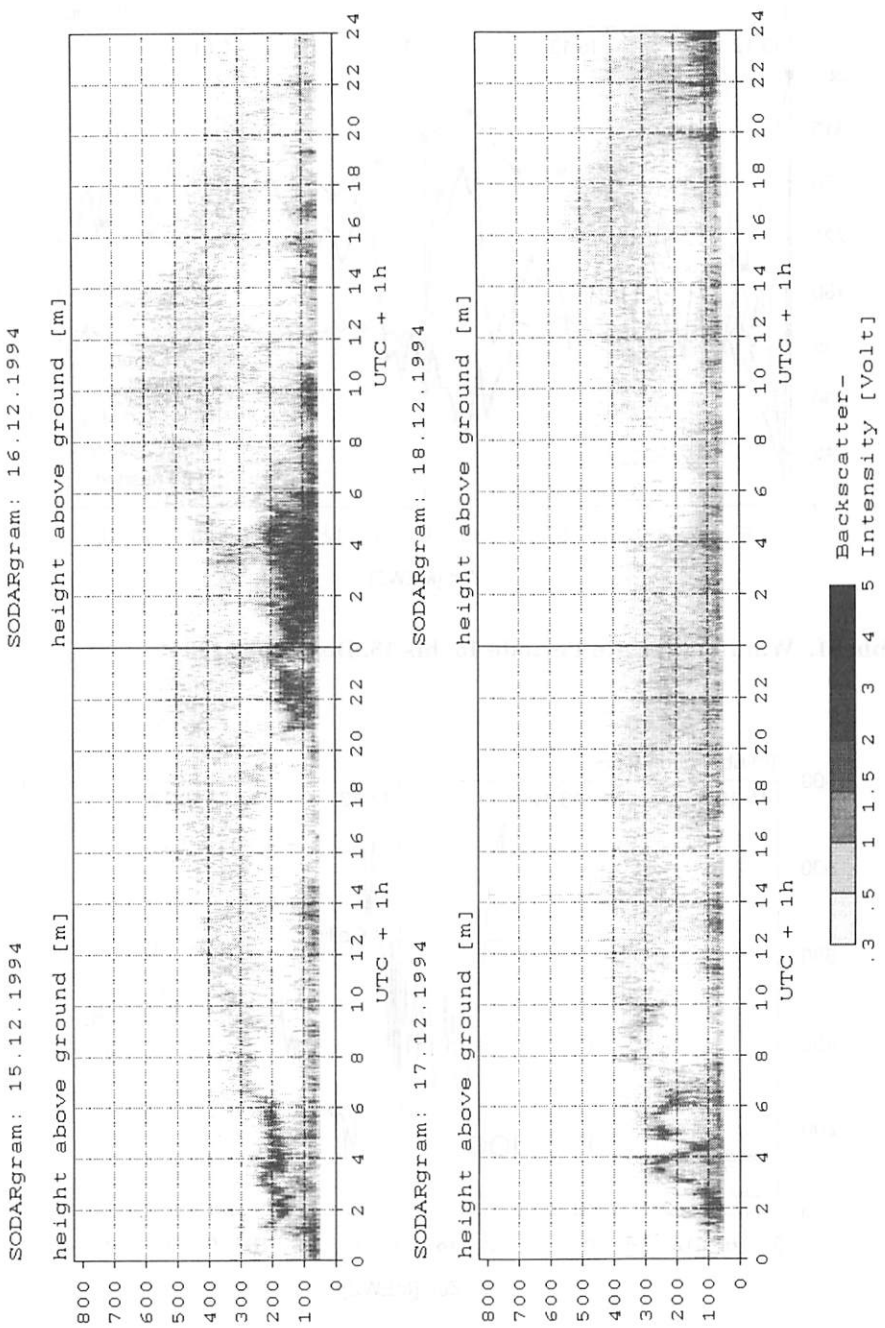 SODARgram: 15.12.1994
SODARgram: 16.12.1994
height above ground [m]
height above ground [m]
800
700
600
500
400
300
200
100
0
0 2 4 6 8 10 12 14 16 18 20 22 0 2 4 6 8 10 12 14 16 18 20 22 24
UTC + 1h
UTC + 1h
SODARgram: 17.12.1994
SODARgram: 18.12.1994
height above ground [m]
height above ground [m]
800
700
600
500
400
300
200
100
0
0 2 4 6 8 10 12 14 16 18 20 22 0 2 4 6 8 10 12 14 16 18 20 22 24
UTC + 1h
UTC + 1h
Backscatter-
.3 .5 1 1.5 2 3 4 5 Intensity [Volt]